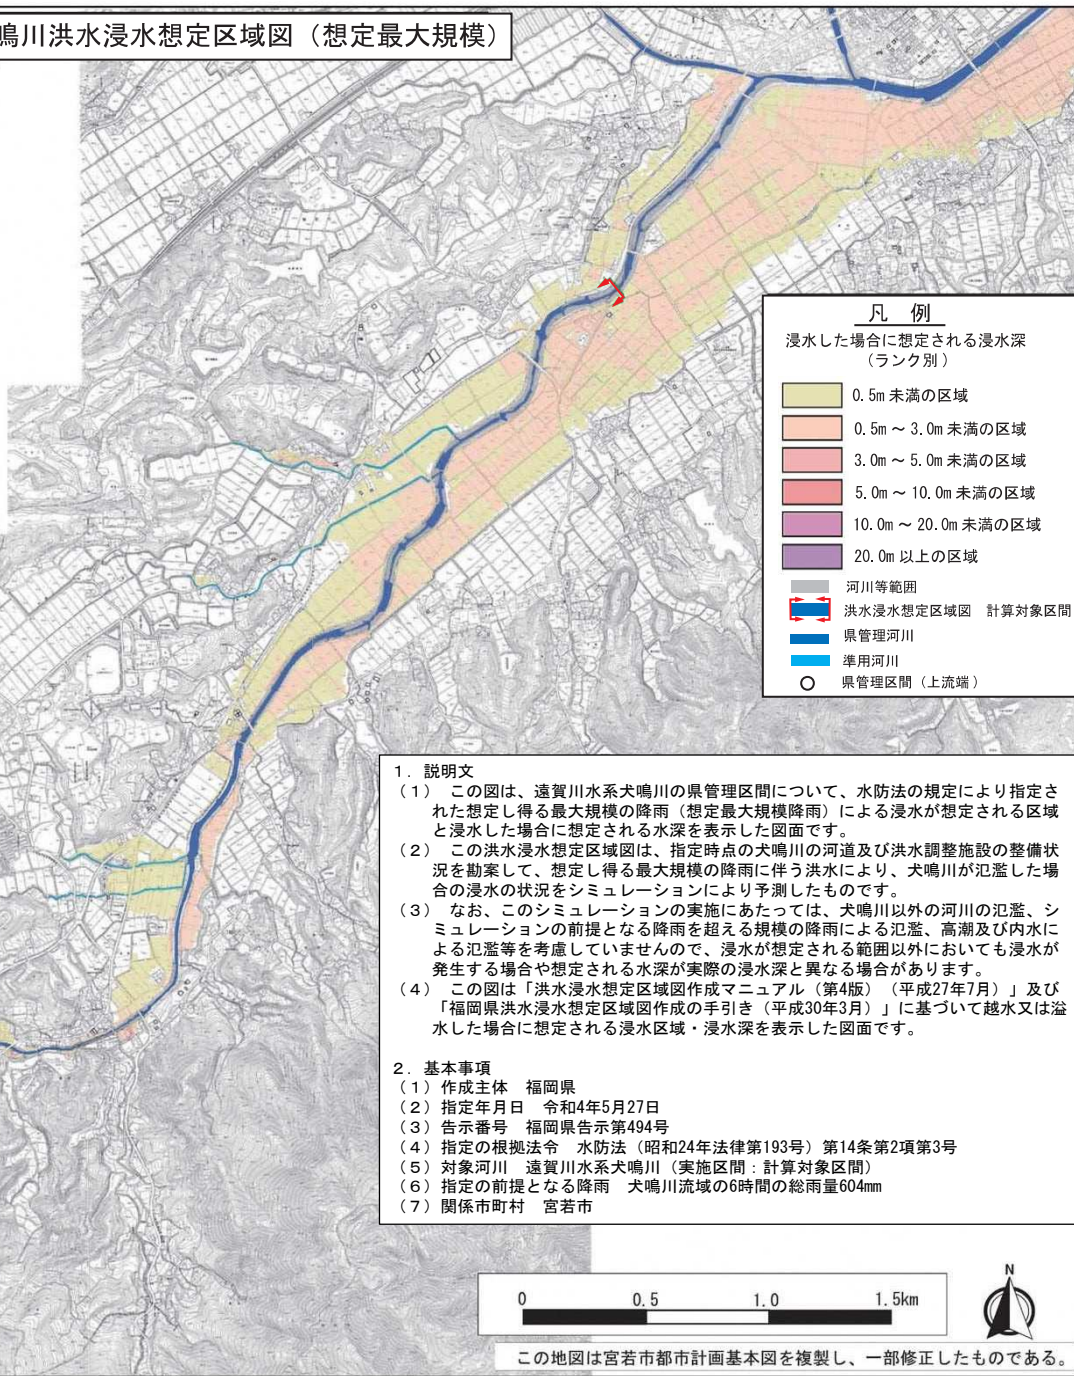 鳴川洪水浸水想定区域図（想定最大規模）
凡　例
浸水した場合に想定される浸水深
（ランク別）
0.5m 未満の区域
0.5m ～ 3.0m 未満の区域
3.0m ～ 5.0m 未満の区域
5.0m ～ 10.0m 未満の区域
10.0m ～ 20.0m 未満の区域
20.0m 以上の区域
河川等範囲
洪水浸水想定区域図　計算対象区間
県管理河川
準用河川
県管理区間（上流端）
1．説明文
（1）　この図は、遠賀川水系犬鳴川の県管理区間について、水防法の規定により指定さ
れた想定し得る最大規模の降雨（想定最大規模降雨）による浸水が想定される区域
と浸水した場合に想定される水深を表示した図面です。
（2）　この洪水浸水想定区域図は、指定時点の犬鳴川の河道及び洪水調整施設の整備状
況を勘案して、想定し得る最大規模の降雨に伴う洪水により、犬鳴川が氾濫した場
合の浸水の状況をシミュレーションにより予測したものです。
（3）　なお、このシミュレーションの実施にあたっては、犬鳴川以外の河川の氾濫、シ
ミュレーションの前提となる降雨を超える規模の降雨による氾濫、高潮及び内水に
よる氾濫等を考慮していませんので、浸水が想定される範囲以外においても浸水が
発生する場合や想定される水深が実際の浸水深と異なる場合があります。
（4）　この図は「洪水浸水想定区域図作成マニュアル（第4版）（平成27年7月）」及び
「福岡県洪水浸水想定区域図作成の手引き（平成30年3月）」に基づいて越水又は溢
水した場合に想定される浸水区域・浸水深を表示した図面です。
2．基本事項
（1）作成主体　福岡県
（2）指定年月日　令和4年5月27日
（3）告示番号　福岡県告示第494号
（4）指定の根拠法令　水防法（昭和24年法律第193号）第14条第2項第3号
（5）対象河川　遠賀川水系犬鳴川（実施区間：計算対象区間）
（6）指定の前提となる降雨　犬鳴川流域の6時間の総雨量604mm
（7）関係市町村　宮若市
N
0　0.5　1.0　1.5km
この地図は宮若市都市計画基本図を複製し、一部修正したものである。